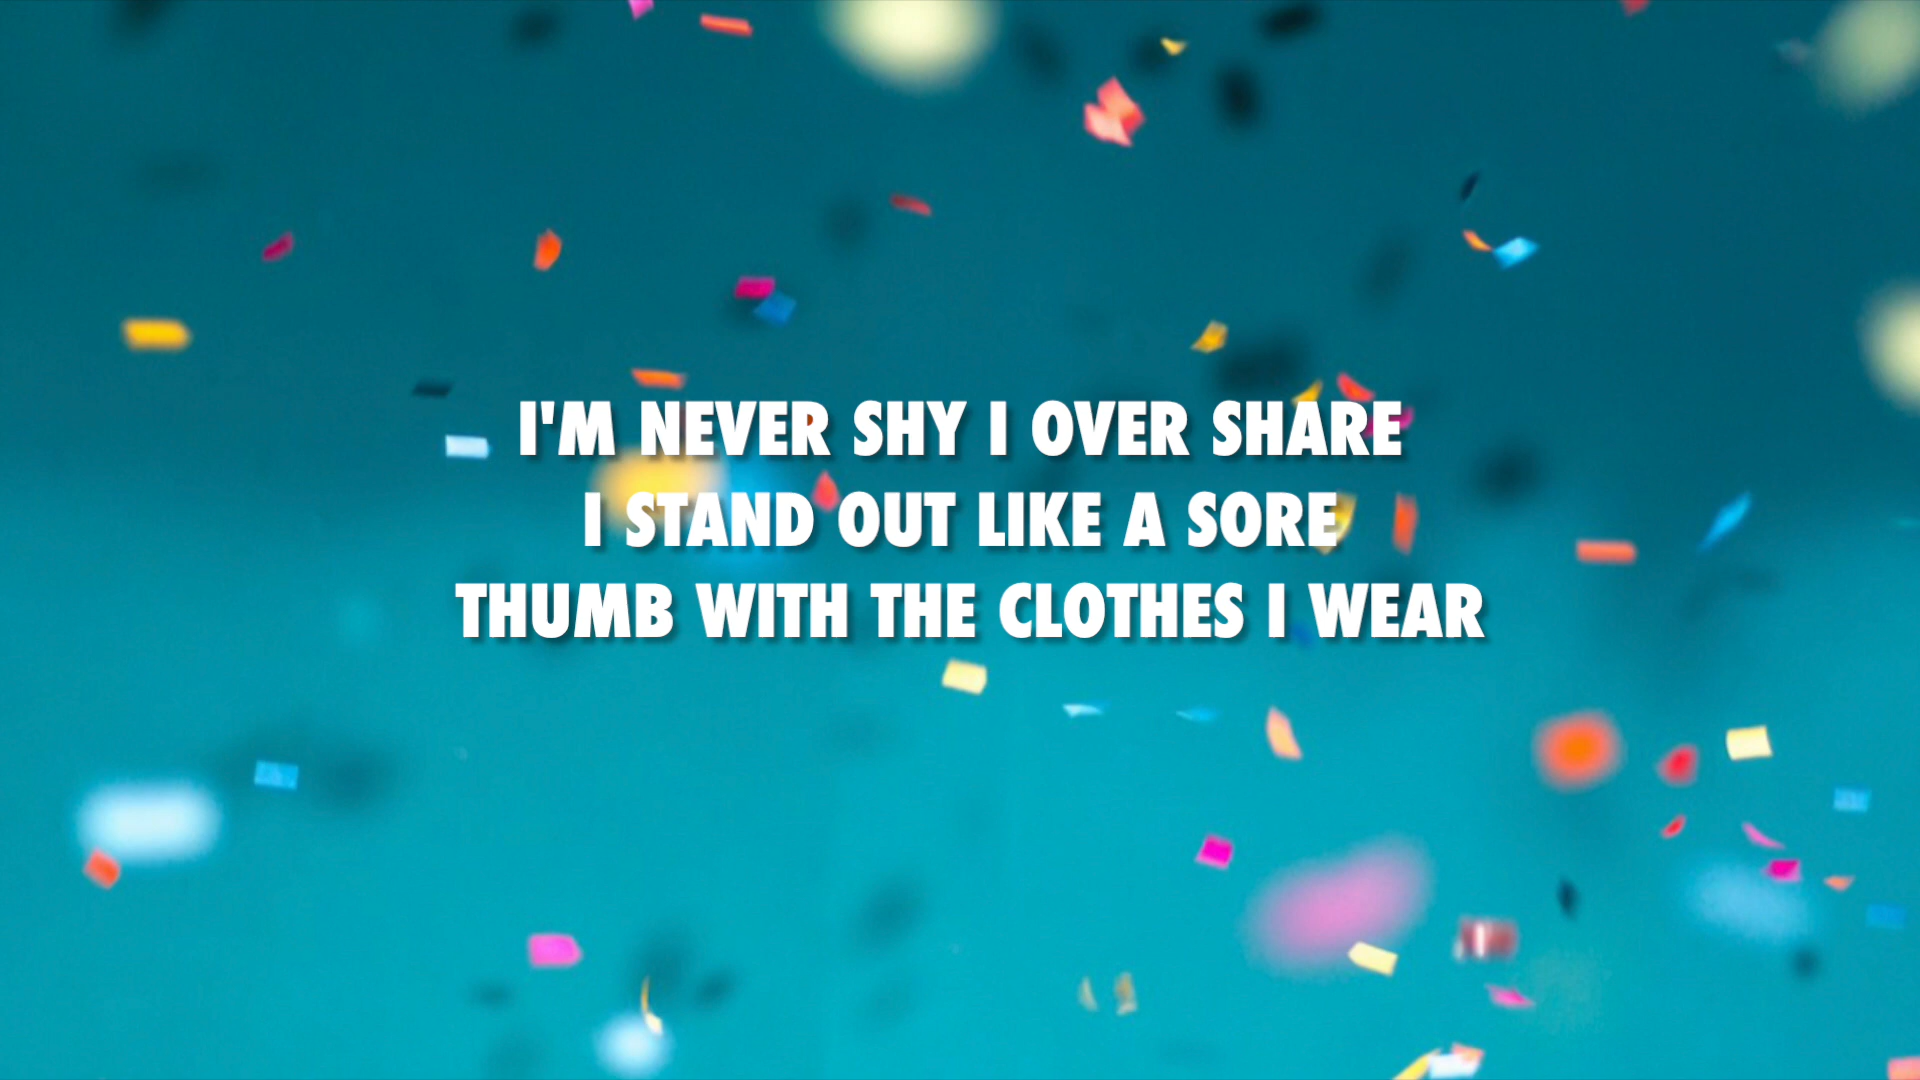 I'M NEVER SHY I OVER SHARE
I STAND OUT LIKE A SORE
THUMB WITH THE CLOTHES I WEAR